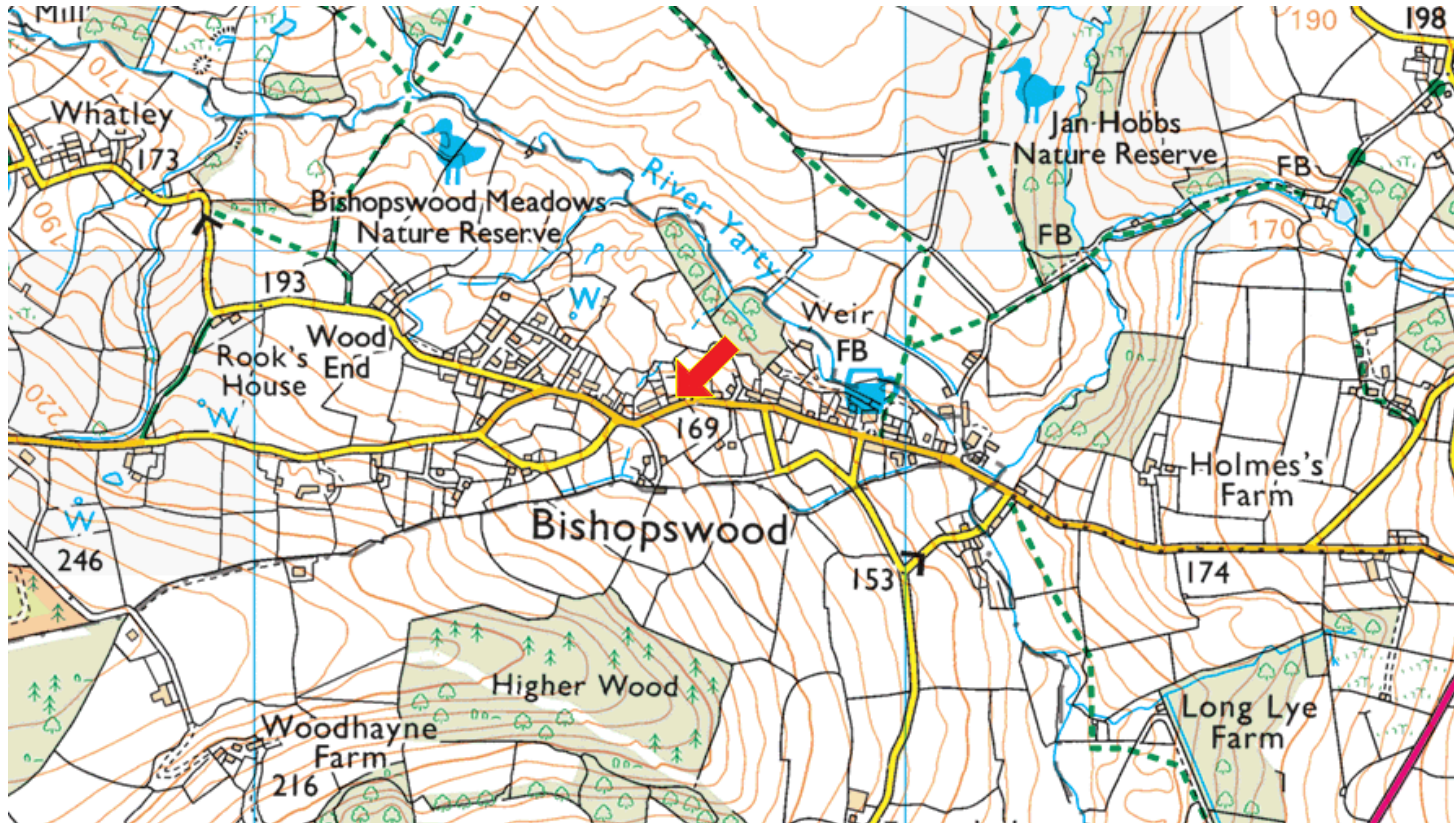 Mill
190
198
170
Whatley
173
Jan Hobbs
Nature Reserve
FB
River Yarty
Bishopswood Meadows
Nature Reserve
190
FB
170
193
W
Weir
FB
Wood
End
Rook's
House
220
W
169
Holmes's
Farm
W
Bishopswood
246
153
174
Higher Wood
Long Lye
Farm
Woodhayne
Farm
216